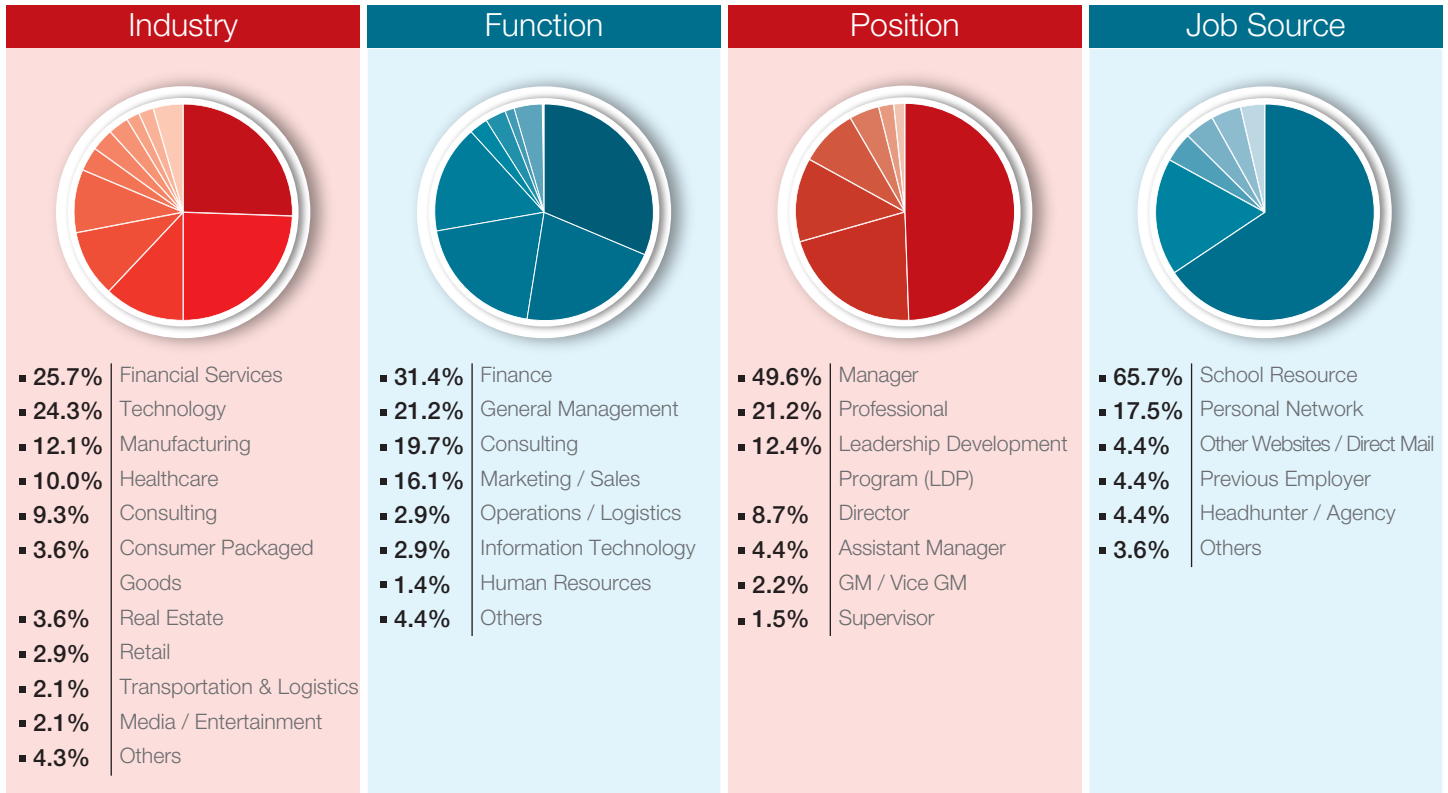 Industry
25.7% Financial Services
24.3% Technology
12.1% Manufacturing
10.0% Healthcare
9.3% Consulting
3.6% Consumer Packaged
Goods
3.6% Real Estate
2.9% Retail
2.1% Transportation & Logistics
2.1% Media / Entertainment
4.3% Others
Function
31.4% Finance
21.2% General Management
19.7% Consulting
16.1% Marketing / Sales
2.9% Operations / Logistics
2.9% Information Technology
1.4% Human Resources
4.4% Others
Position
49.6% Manager
21.2% Professional
12.4% Leadership Development
Program (LDP)
8.7% Director
4.4% Assistant Manager
2.2% GM / Vice GM
1.5% Supervisor
Job Source
65.7% School Resource
17.5% Personal Network
4.4% Other Websites / Direct Mail
4.4% Previous Employer
4.4% Headhunter / Agency
3.6% Others